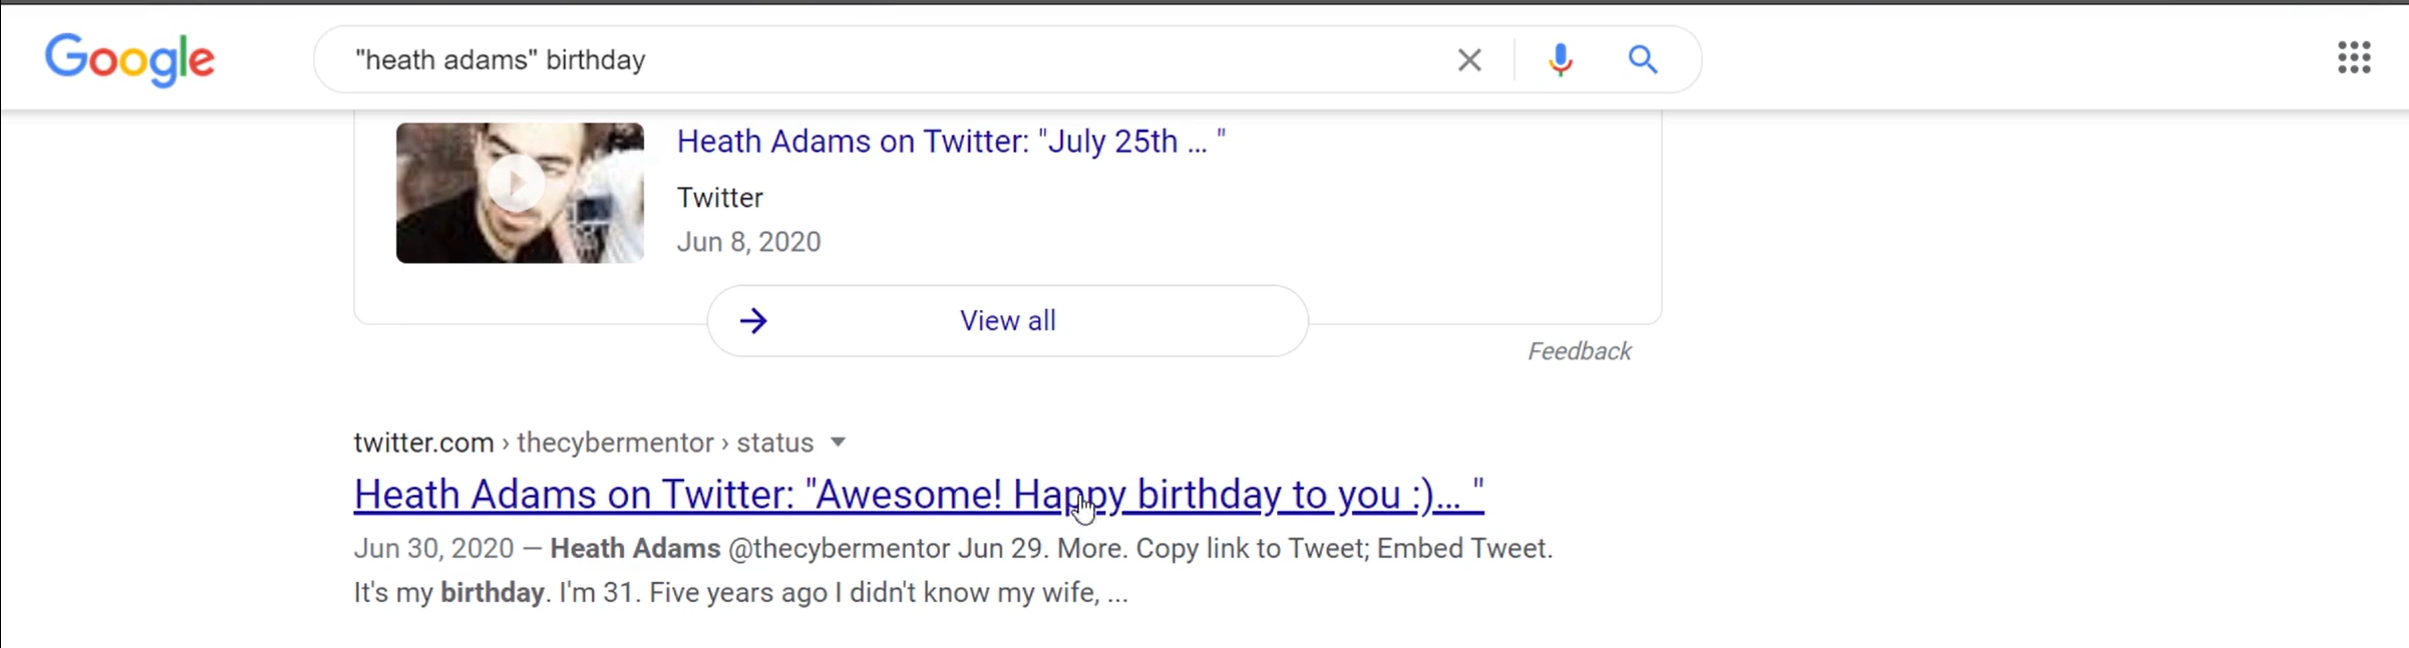 Google
"heath adams" birthday
Heath Adams on Twitter: "July 25th ... "
Twitter
Jun 8, 2020
View all
Feedback
twitter.com › thecybermentor › status
Heath Adams on Twitter: "Awesome! Happy birthday to you :)... "
Jun 30, 2020 — Heath Adams @thecybermentor Jun 29. More. Copy link to Tweet; Embed Tweet.
It's my birthday. I'm 31. Five years ago I didn't know my wife, ...